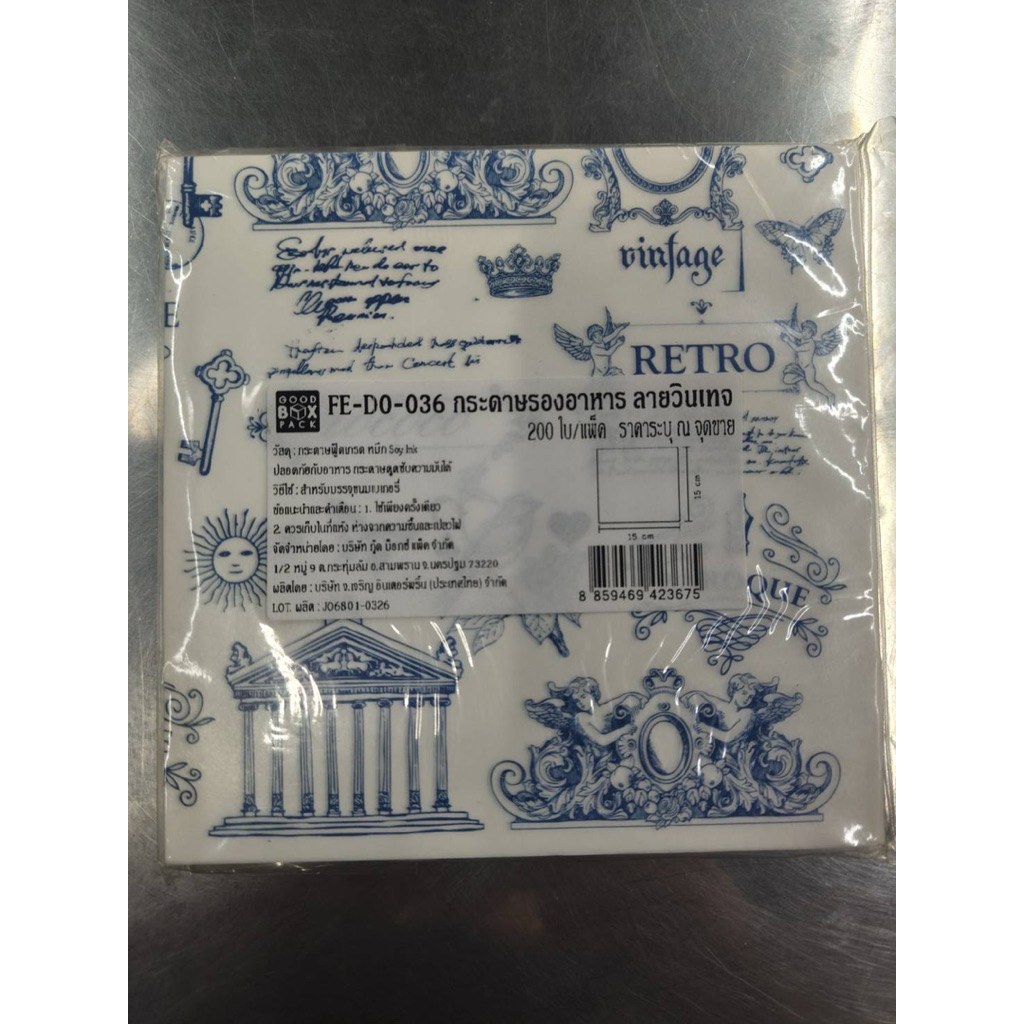 vintage
RETRO
GOOD
BOX
PACK
FE-DO-036 กระดาษรองอาหาร ลายวินเทจ
200 ใบ/แพ็ค ราคาระบุ ณ จุดขาย
วัสดุ : กระดาษฟู้ดเกรด หมึก Soy Ink
ปลอดภัยกับอาหาร กระดาษดูดซับความมันได้
วิธีใช้ : สำหรับบรรจุขนมเบเกอรี่
ข้อแนะนำและคำเตือน : 1. ใช้เพียงครั้งเดียว
2. ควรเก็บในที่แห้ง ห่างจากความชื้นและเปลวไฟ
จัดจำหน่ายโดย : บริษัท กู้ด บ็อกซ์ แพ็ค จำกัด
1/2 หมู่ 9 ต.กระทุ่มล้ม อ.สามพราน จ.นครปฐม 73220
ผลิตโดย : บริษัท จ.เจริญ อินเตอร์พริ้น (ประเทศไทย) จำกัด
LOT. ผลิต : J06801-0326
15 cm
15 cm
8 859469 423675
QUE